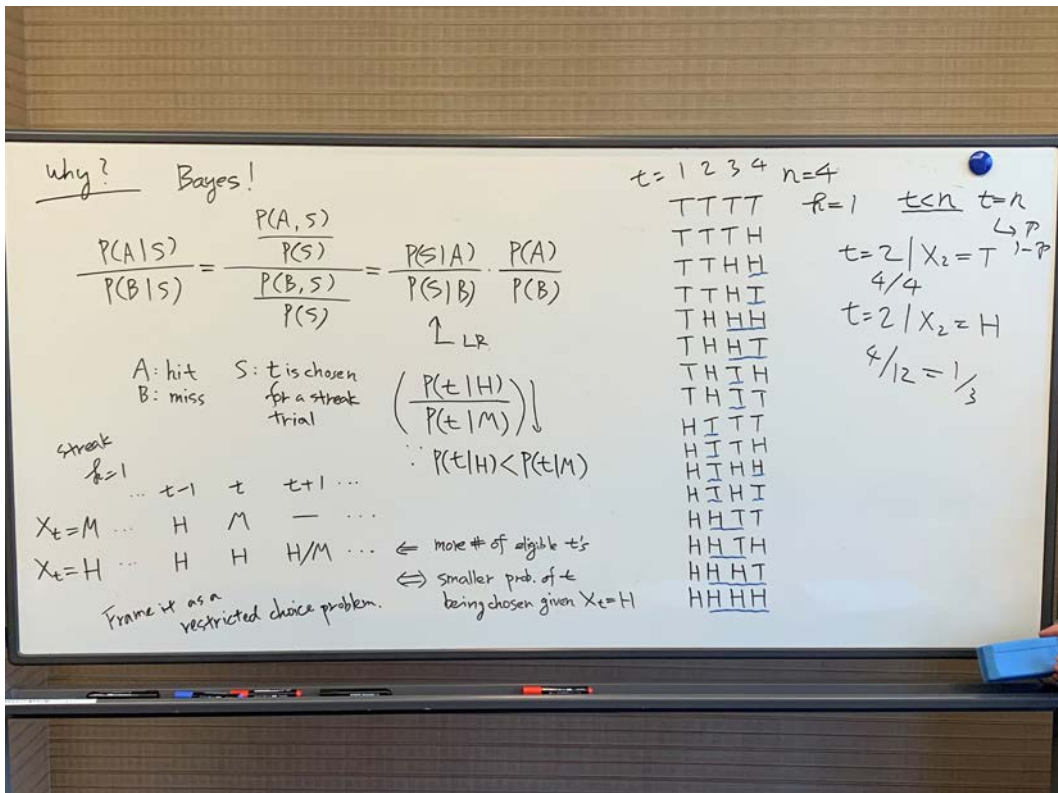 why? Bayes!
P(A|S) / P(B|S) = (P(A,S) / P(S)) / (P(B,S) / P(S)) = P(S|A) / P(S|B) · P(A) / P(B)
↑ LR
A: hit
B: miss
S: t is chosen
for a streak
trial
(P(t|H) / P(t|M)) ↓
∵ P(t|H) < P(t|M)
streak
k=1
... t-1 t t+1 ...
Xt=M ... H M — ...
Xt=H ... H H H/M ...
⇐ more # of eligible t's
⇔ smaller prob. of t
being chosen given Xt=H
Frame it as a
restricted choice problem.
t= 1 2 3 4 n=4
TTTT
TTTH
TTHH
TTHT
THHH
THHT
THTH
THTT
HTTT
HTTH
HTHH
HTHT
HHTT
HHTH
HHHT
HHHH
k=1 t<n t=n
↳ p
1-p
t=2|X2=T
4/4
t=2|X2=H
4/12=1/3